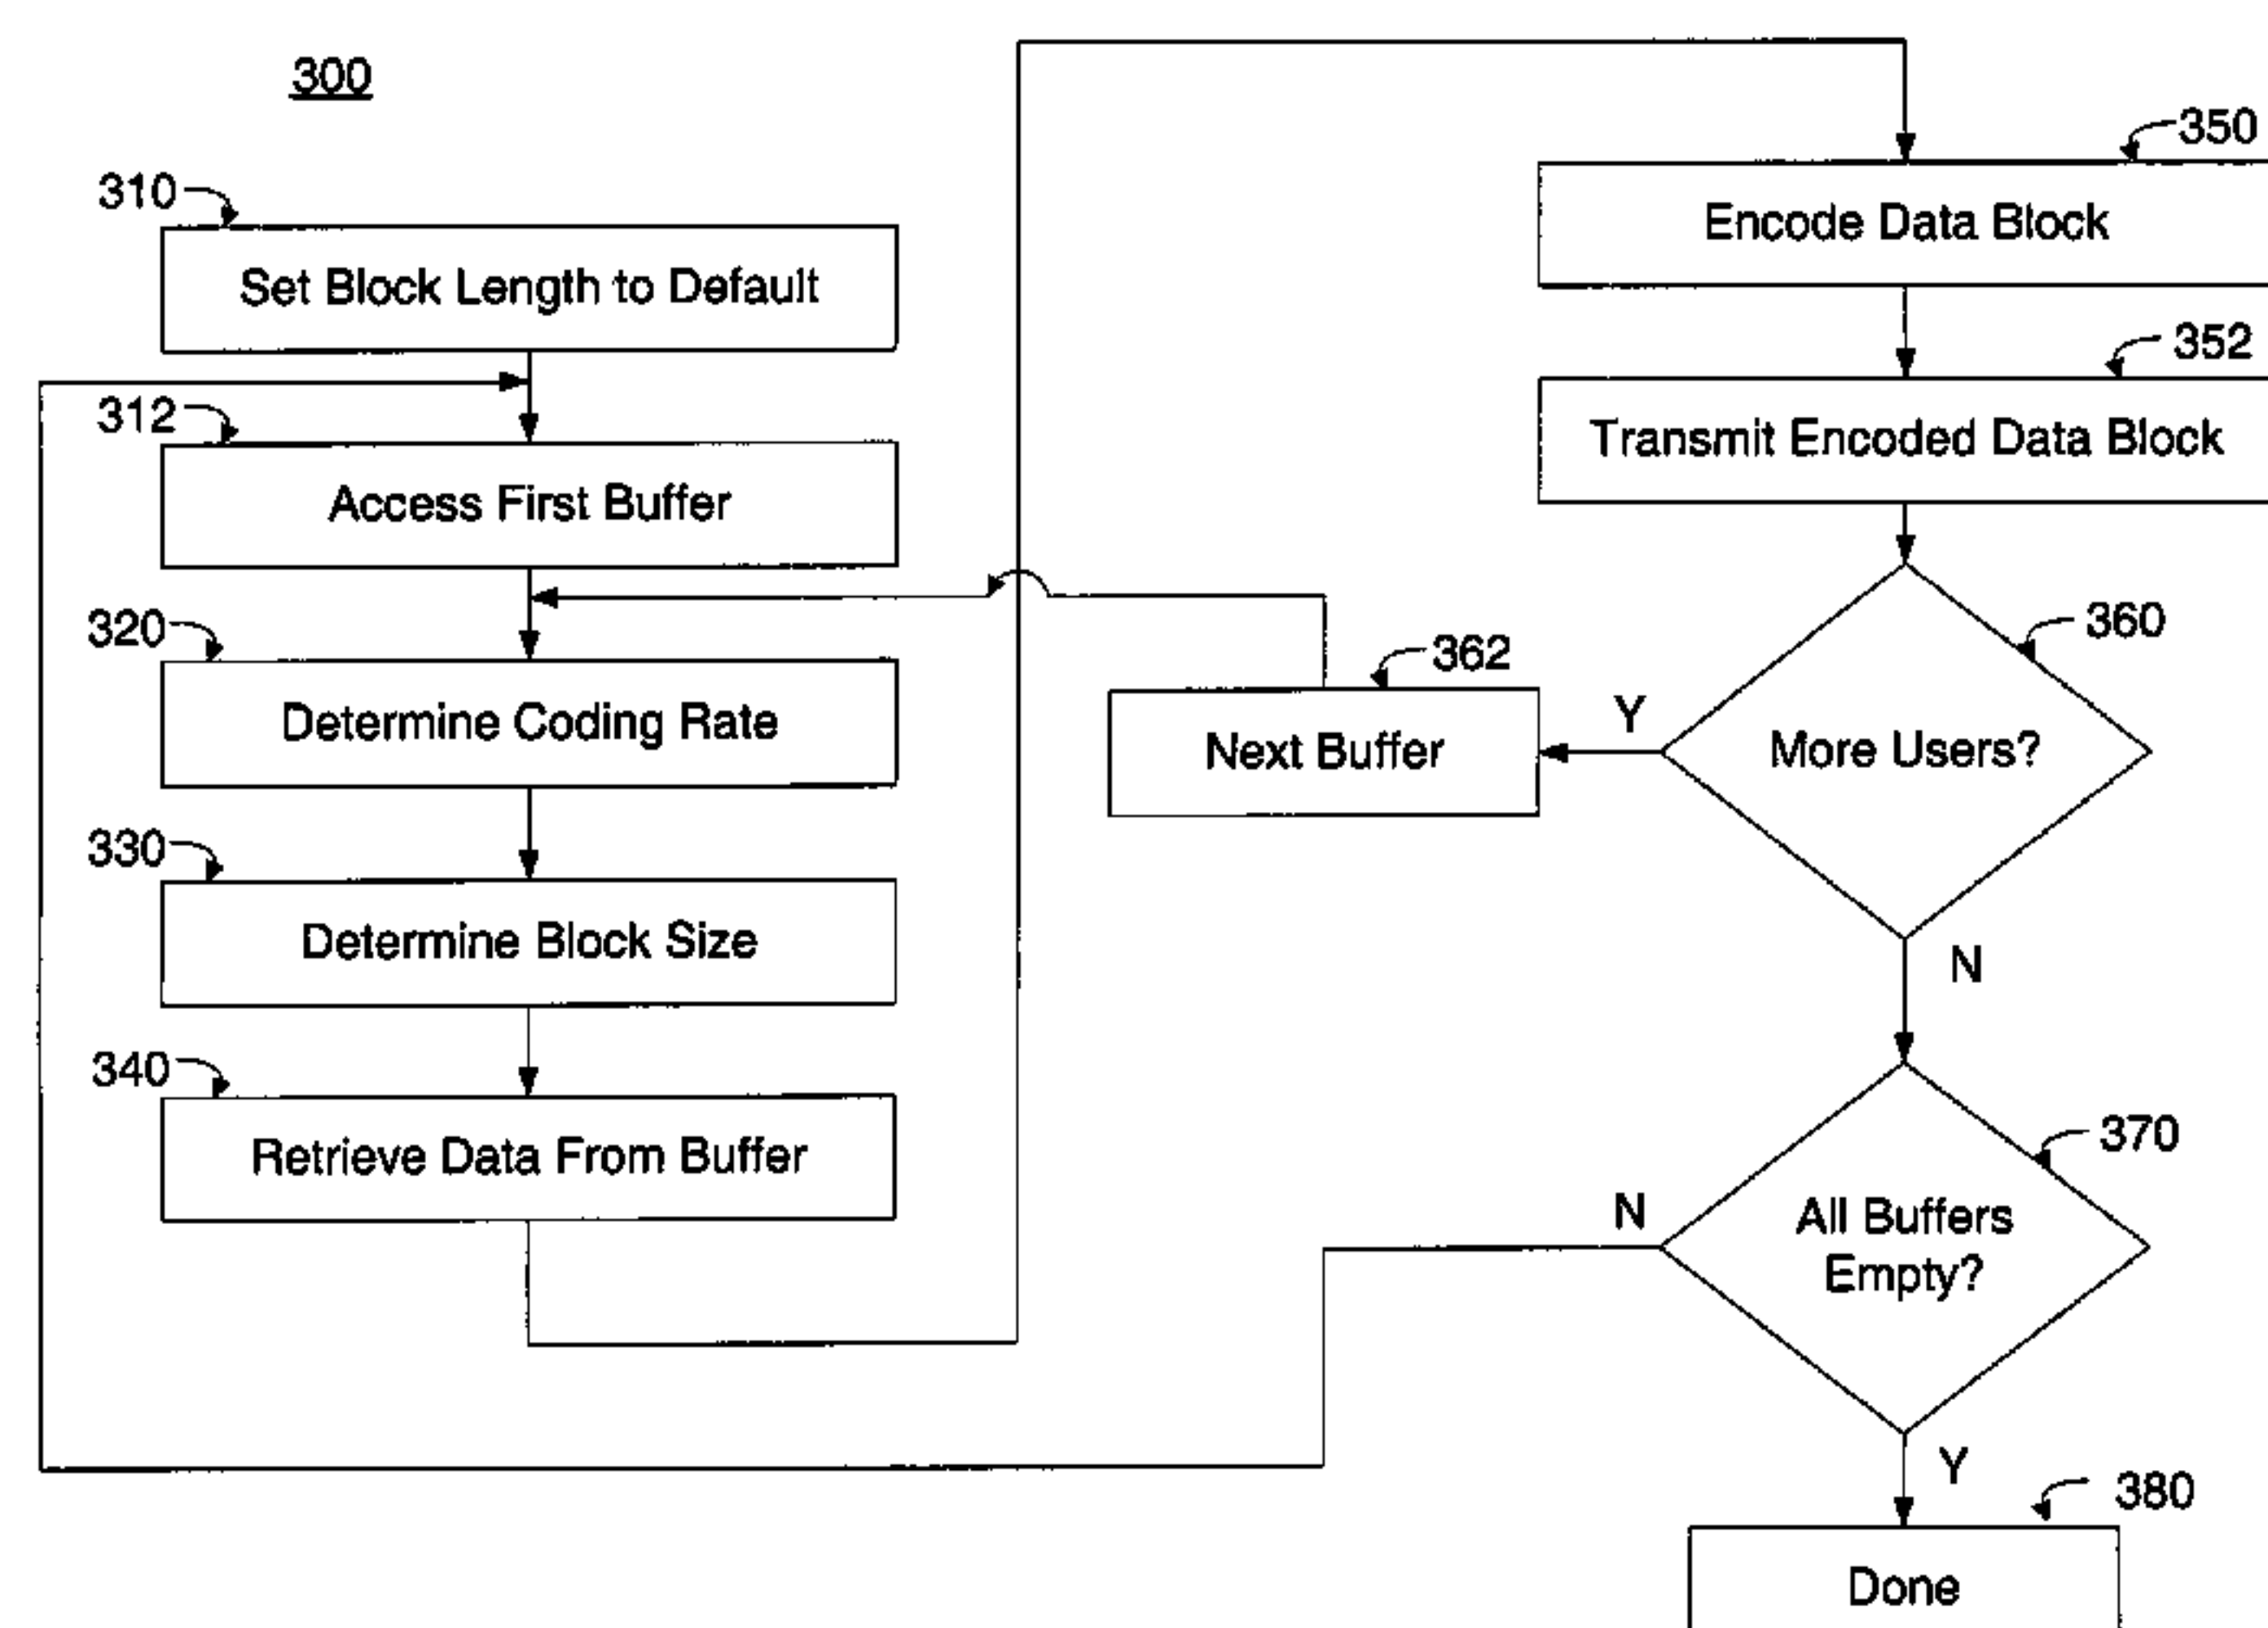 300
310
Set Block Length to Default
312
Access First Buffer
320
Determine Coding Rate
330
Determine Block Size
340
Retrieve Data From Buffer
350
Encode Data Block
352
Transmit Encoded Data Block
360
More Users?
Y
362
Next Buffer
N
370
All Buffers
Empty?
N
Y
380
Done